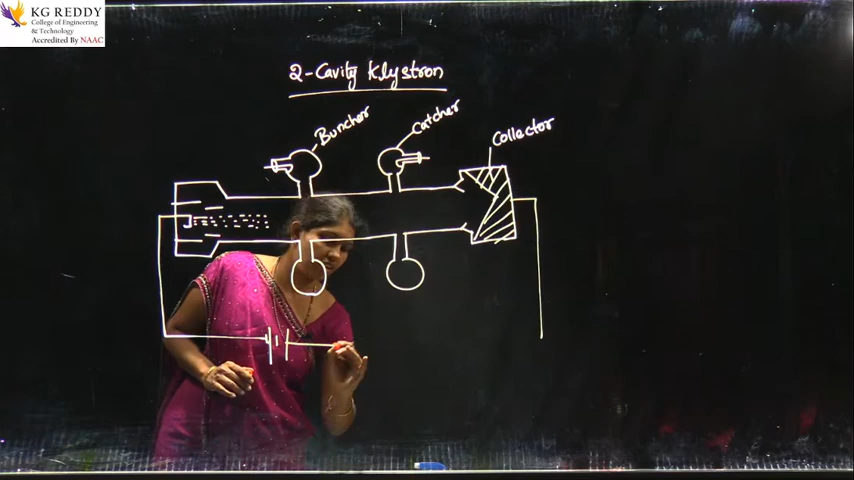 KG REDDY
College of Engineering
& Technology
Accredited By NAAC
2-Cavity Klystron
Buncher
Catcher
Collector